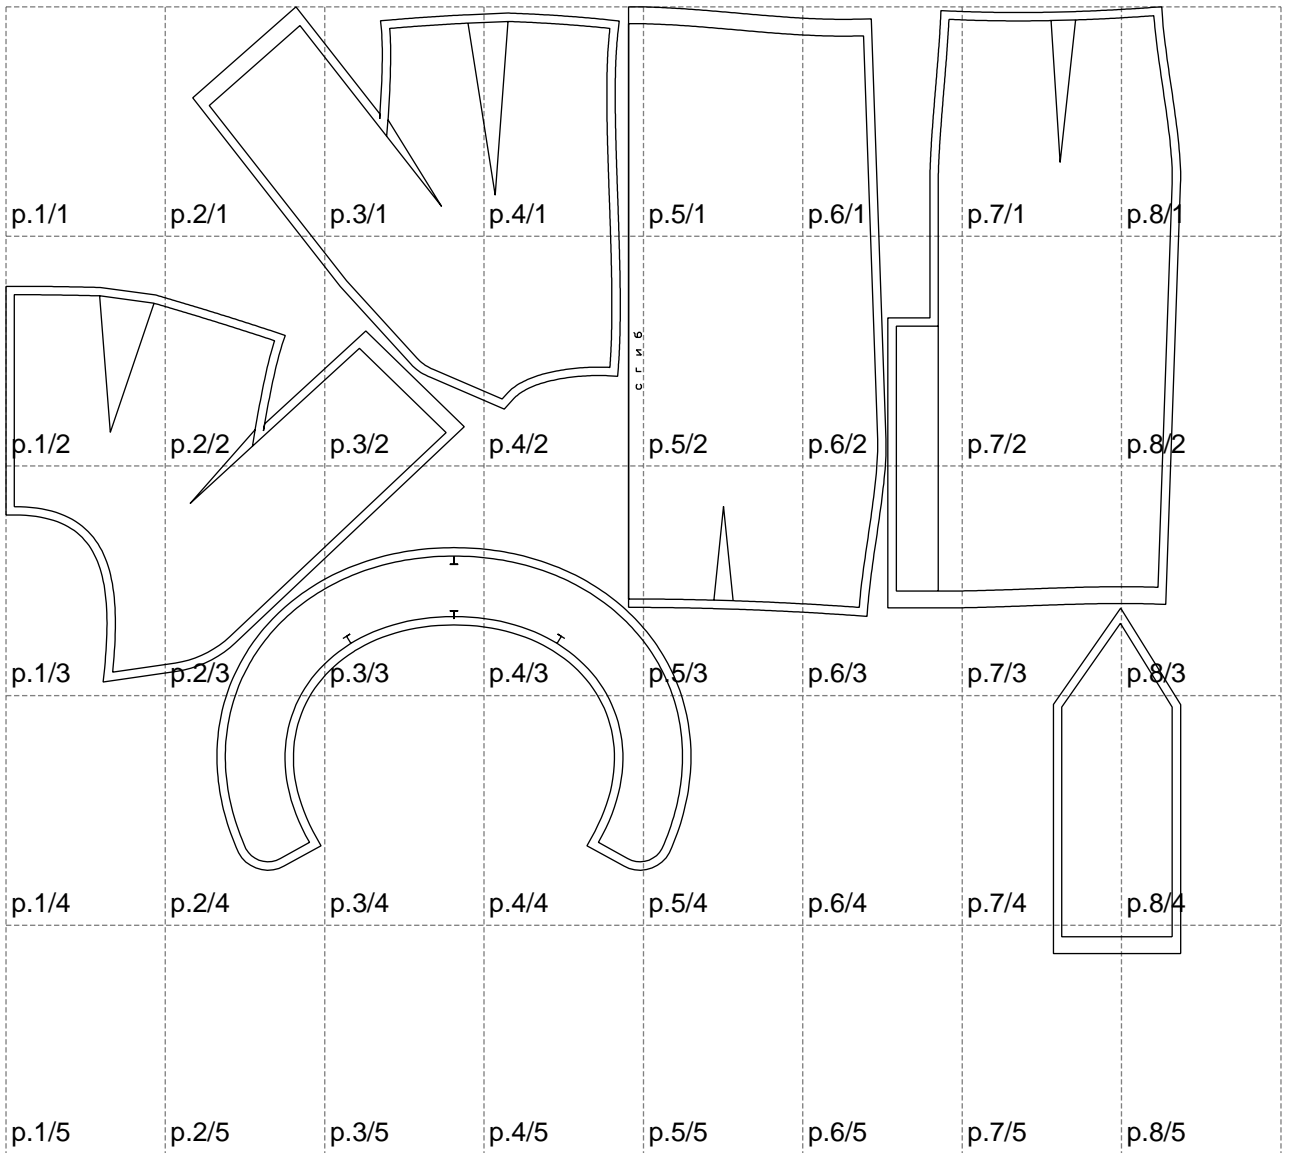 p.1/1 p.2/1 p.3/1 p.4/1 p.5/1 p.6/1 p.7/1 p.8/1
сгиб
p.1/2 p.2/2 p.3/2 p.4/2 p.5/2 p.6/2 p.7/2 p.8/2
p.1/3 p.2/3 p.3/3 p.4/3 p.5/3 p.6/3 p.7/3 p.8/3
p.1/4 p.2/4 p.3/4 p.4/4 p.5/4 p.6/4 p.7/4 p.8/4
p.1/5 p.2/5 p.3/5 p.4/5 p.5/5 p.6/5 p.7/5 p.8/5